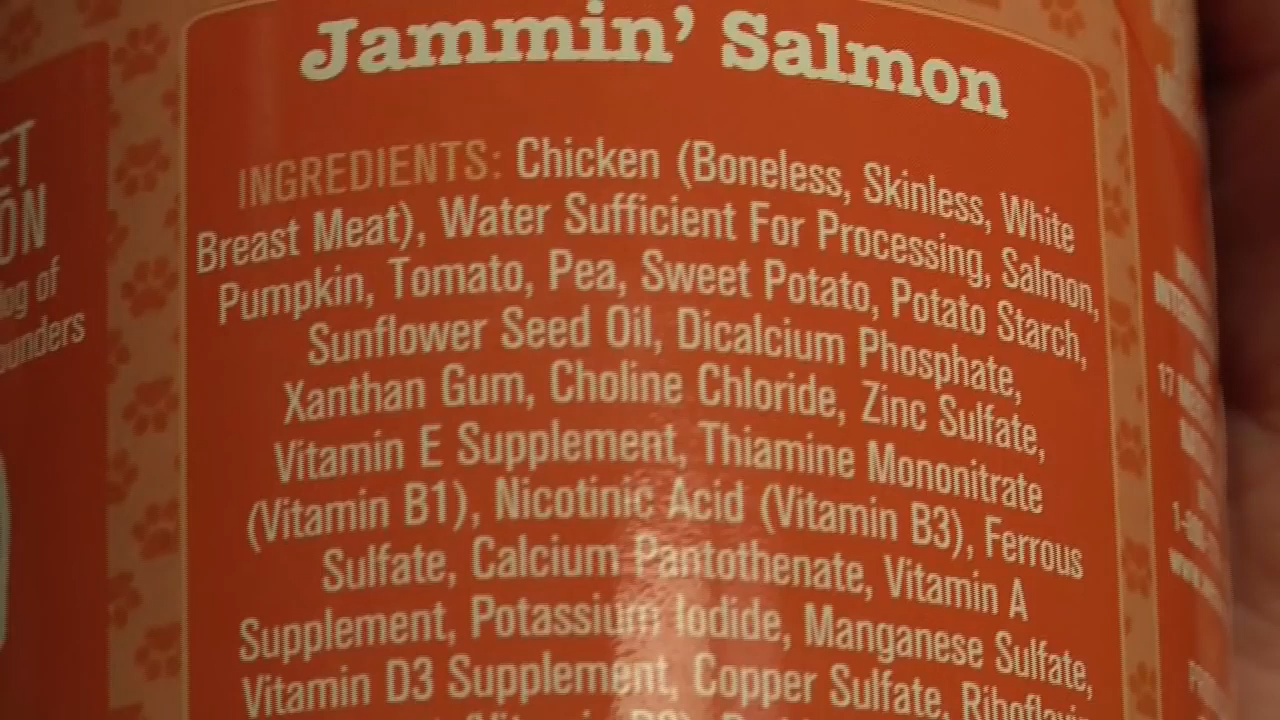 Jammin' Salmon
INGREDIENTS: Chicken (Boneless, Skinless, White
Breast Meat), Water Sufficient For Processing, Salmon,
Pumpkin, Tomato, Pea, Sweet Potato, Potato Starch,
Sunflower Seed Oil, Dicalcium Phosphate,
Xanthan Gum, Choline Chloride, Zinc Sulfate,
Vitamin E Supplement, Thiamine Mononitrate
(Vitamin B1), Nicotinic Acid (Vitamin B3), Ferrous
Sulfate, Calcium Pantothenate, Vitamin A
Supplement, Potassium Iodide, Manganese Sulfate,
Vitamin D3 Supplement, Copper Sulfate,